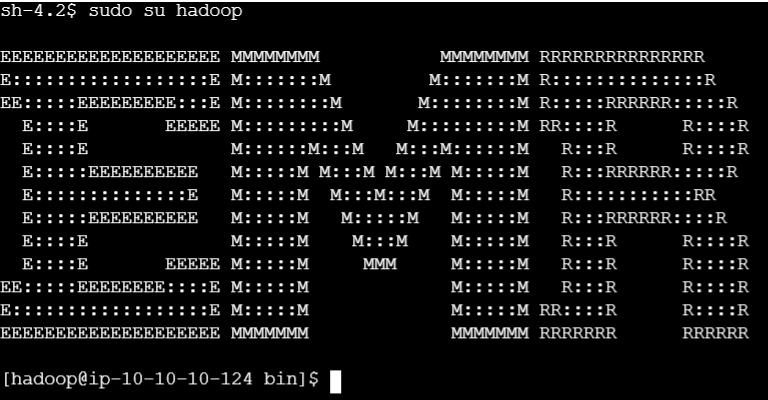 sh-4.2$ sudo su hadoop
EEEEEEEEEEEEEEEEEEEE MMMMMMMM           MMMMMMMM RRRRRRRRRRRRRRR
E::::::::::::::::::E M:::::::M         M:::::::M R::::::::::::::R
EE:::::EEEEEEEEE:::E M::::::::M       M::::::::M R:::::RRRRRR:::::R
  E::::E       EEEEE M:::::::::M     M:::::::::M RR::::R      R::::R
  E::::E             M::::::M:::M   M:::M::::::M   R:::R      R::::R
  E:::::EEEEEEEEEE   M:::::M M:::M M:::M M:::::M   R:::RRRRRR:::::R
  E::::::::::::::E   M:::::M  M:::M:::M  M:::::M   R:::::::::::RR
  E:::::EEEEEEEEEE   M:::::M   M:::::M   M:::::M   R:::RRRRRR::::R
  E::::E             M:::::M    M:::M    M:::::M   R:::R      R::::R
  E::::E       EEEEE M:::::M     MMM     M:::::M   R:::R      R::::R
EE:::::EEEEEEEE::::E M:::::M             M:::::M   R:::R      R::::R
E::::::::::::::::::E M:::::M             M:::::M RR::::R      R::::R
EEEEEEEEEEEEEEEEEEEE MMMMMMM             MMMMMMM RRRRRRR      RRRRRR
[hadoop@ip-10-10-10-124 bin]$